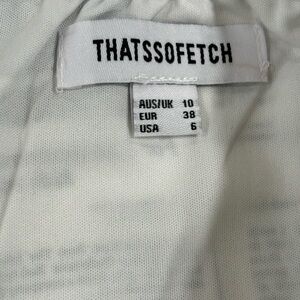 THATSSOFETCH
AUS/UK 10
EUR 38
USA 6